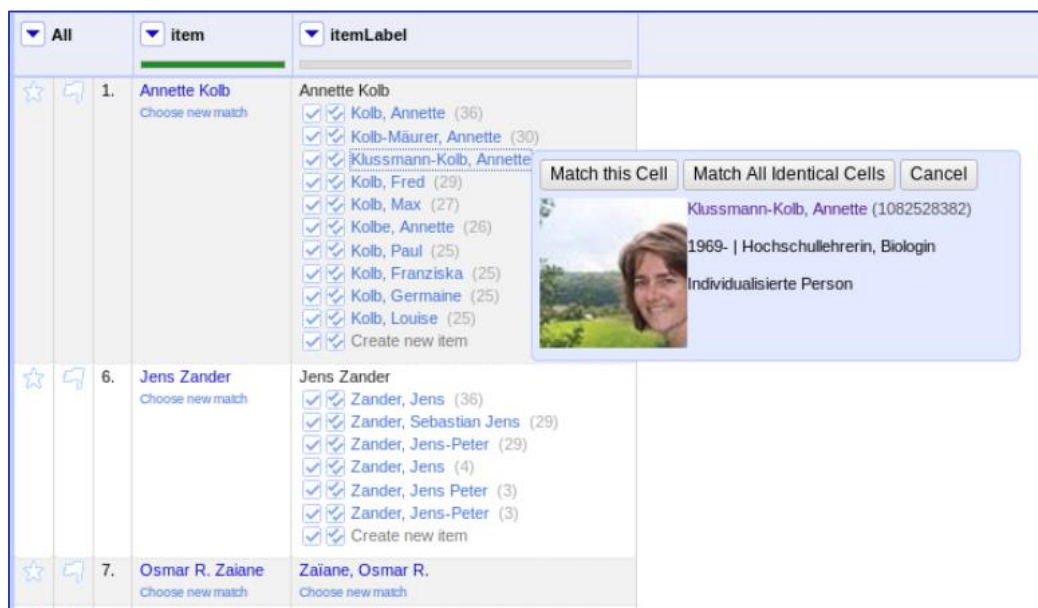 All item itemLabel
1. Annette Kolb Annette Kolb
Choose new match Kolb, Annette (36)
Kolb-Mäurer, Annette (30)
Klussmann-Kolb, Annette
Kolb, Fred (29)
Kolb, Max (27)
Kolbe, Annette (26)
Kolb, Paul (25)
Kolb, Franziska (25)
Kolb, Germaine (25)
Kolb, Louise (25)
Create new item
Match this Cell Match All Identical Cells Cancel
Klussmann-Kolb, Annette (1082528382)
1969- | Hochschullehrerin, Biologin
Individualisierte Person
6. Jens Zander Jens Zander
Choose new match Zander, Jens (36)
Zander, Sebastian Jens (29)
Zander, Jens-Peter (29)
Zander, Jens (4)
Zander, Jens Peter (3)
Zander, Jens-Peter (3)
Create new item
7. Osmar R. Zaiane Zaïane, Osmar R.
Choose new match Choose new match